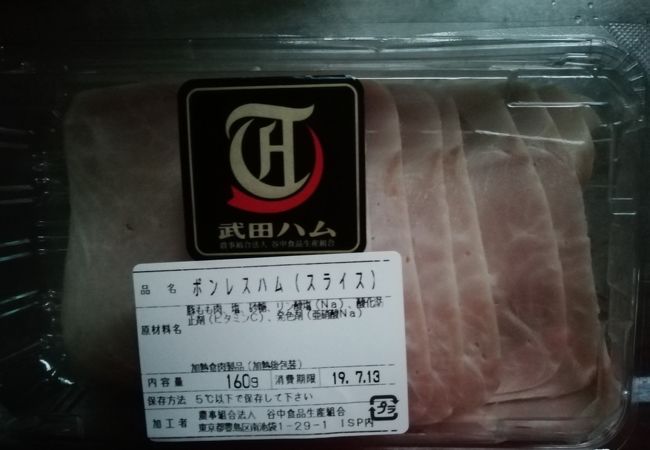 TH
武田ハム
農事組合法人 谷中食品生産組合
品名 ボンレスハム(スライス)
原材料名 豚もも肉、塩、砂糖、リン酸塩(Na)、酸化防
止剤(ビタミンC)、発色剤(亜硝酸Na)
加熱食肉製品(加熱後包装)
内容量 160g 消費期限 19. 7.13
保存方法 5℃以下で保存して下さい
加工者 農事組合法人 谷中食品生産組合
東京都豊島区南池袋1-29-1 ISP内
プラ